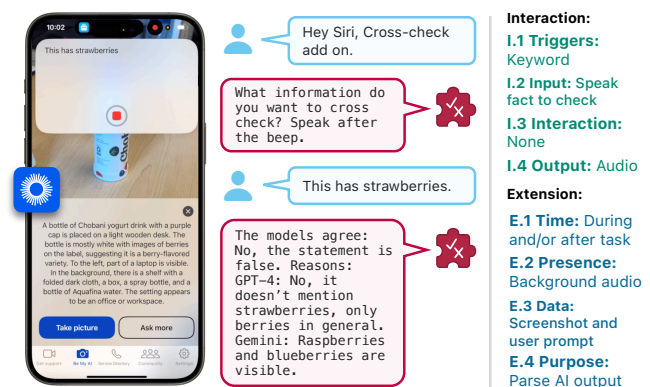 10:02
This has strawberries
A bottle of Chobani yogurt drink with a purple
cap is placed on a light wooden desk. The
bottle is mostly white with images of berries
on the label, suggesting it is a berry-flavored
variety. To the left, part of a laptop is visible.
In the background, there is a shelf with a
folded dark cloth, a box, a spray bottle, and a
bottle of Aquafina water. The setting appears
to be an office or workspace.
Take picture
Ask more
Get support
Be My AI
Service Directory
Community
Settings
Hey Siri, Cross-check
add on.
What information do
you want to cross
check? Speak after
the beep.
This has strawberries.
The models agree:
No, the statement is
false. Reasons:
GPT-4: No, it
doesn't mention
strawberries, only
berries in general.
Gemini: Raspberries
and blueberries are
visible.
Interaction:
I.1 Triggers:
Keyword
I.2 Input: Speak
fact to check
I.3 Interaction:
None
I.4 Output: Audio
Extension:
E.1 Time: During
and/or after task
E.2 Presence:
Background audio
E.3 Data:
Screenshot and
user prompt
E.4 Purpose:
Parse AI output